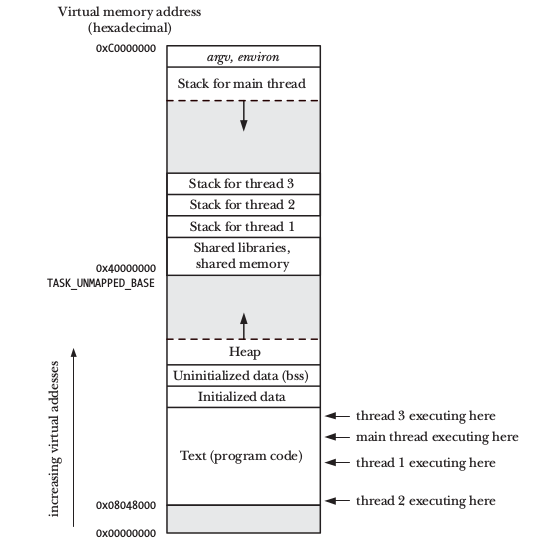 Virtual memory address
(hexadecimal)
0xC0000000
argv, environ
Stack for main thread
Stack for thread 3
Stack for thread 2
Stack for thread 1
Shared libraries,
shared memory
0x40000000
TASK_UNMAPPED_BASE
Heap
Uninitialized data (bss)
Initialized data
thread 3 executing here
main thread executing here
Text (program code)
thread 1 executing here
thread 2 executing here
increasing virtual addesses
0x08048000
0x00000000